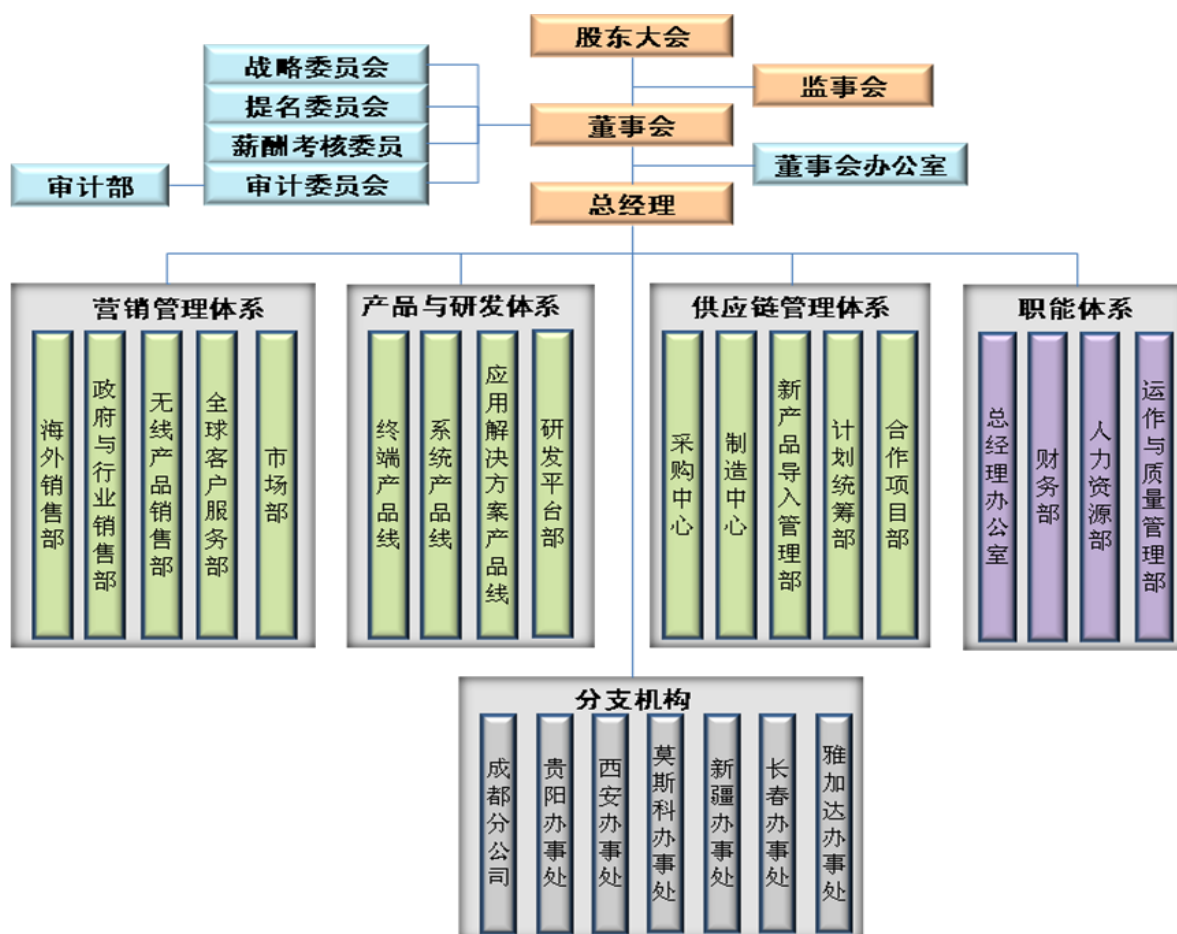 股东大会
战略委员会
监事会
提名委员会
董事会
薪酬考核委员
董事会办公室
审计部
审计委员会
总经理
营销管理体系
海外销售部
政府与行业销售部
无线产品销售部
全球客户服务部
市场部
产品与研发体系
终端产品线
系统产品线
应用解决方案产品线
研发平台部
供应链管理体系
采购中心
制造中心
新产品导入管理部
计划统筹部
合作项目部
职能体系
总经理办公室
财务部
人力资源部
运作与质量管理部
分支机构
成都分公司
贵阳办事处
西安办事处
莫斯科办事处
新疆办事处
长春办事处
雅加达办事处